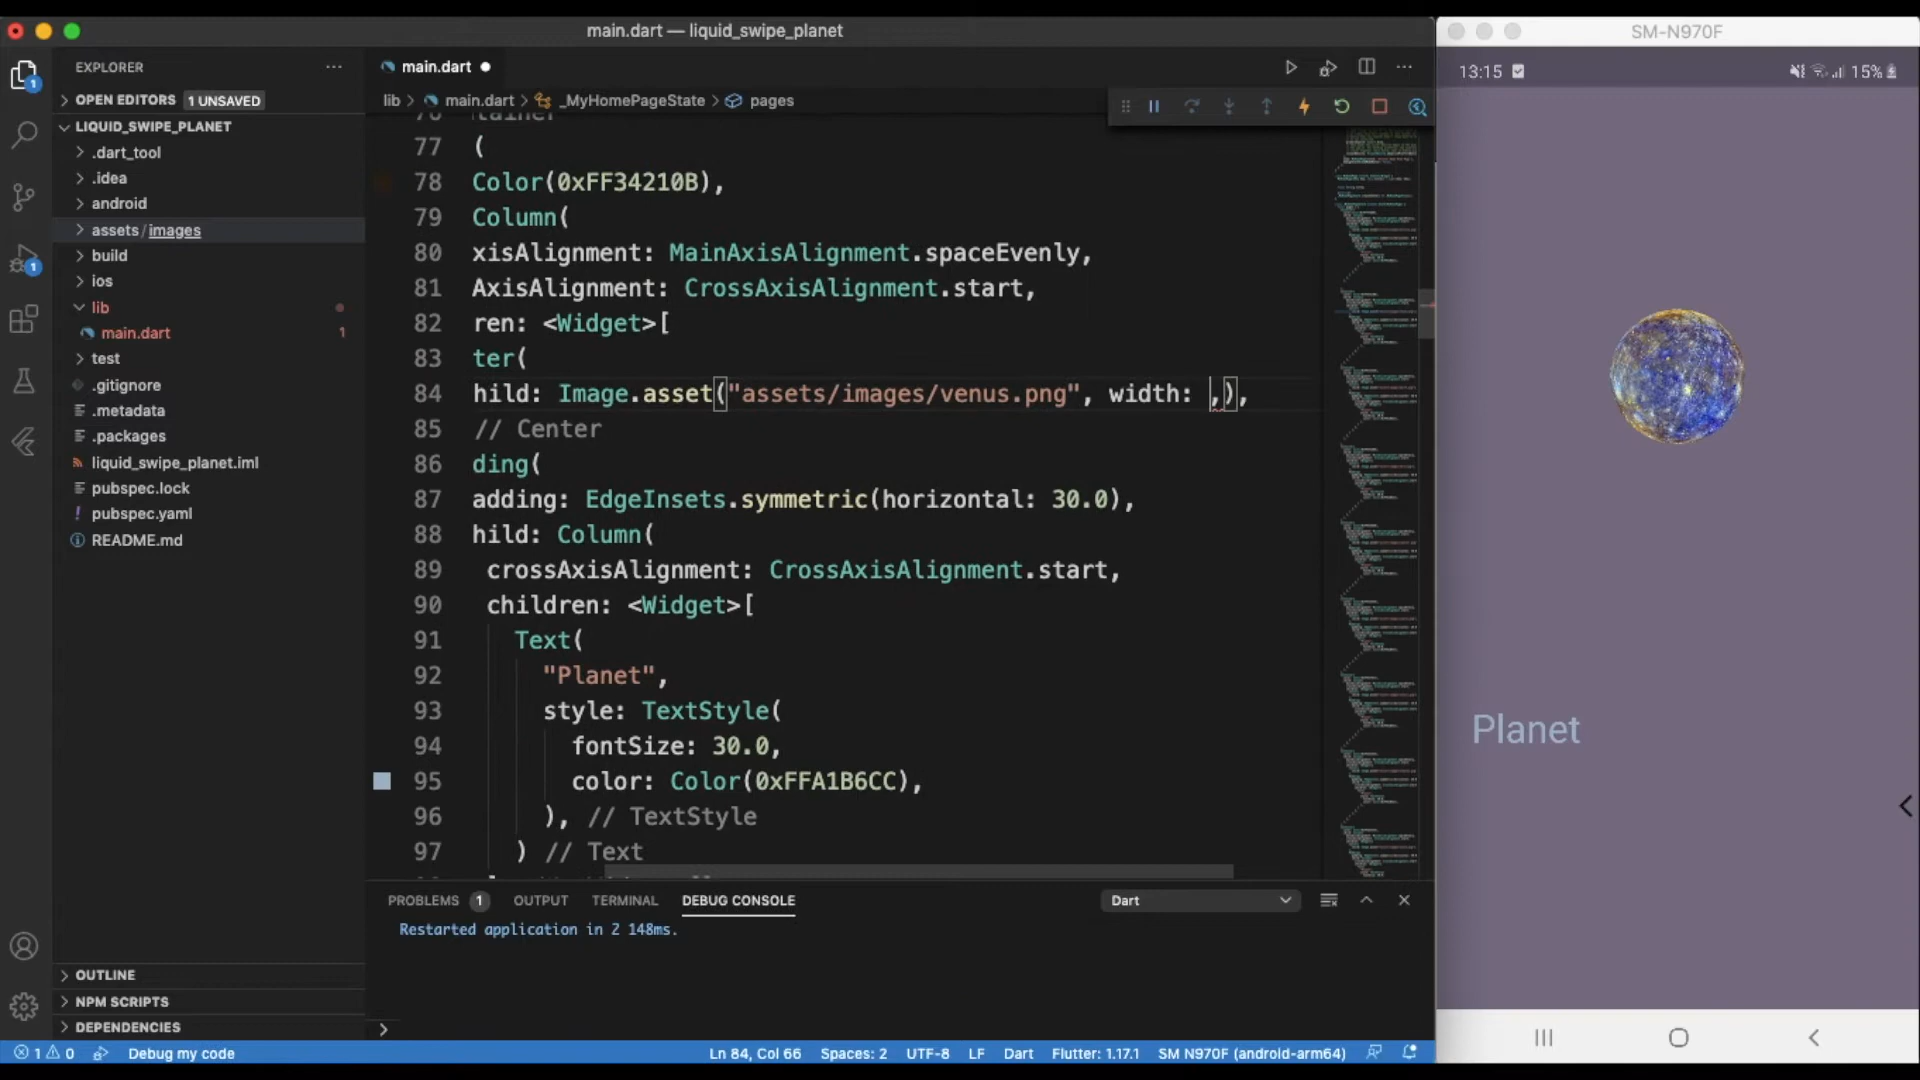 main.dart — liquid_swipe_planet
SM-N970F
EXPLORER
OPEN EDITORS 1 UNSAVED
LIQUID_SWIPE_PLANET
.dart_tool
.idea
android
assets / images
build
ios
lib
main.dart 1
test
.gitignore
.metadata
.packages
liquid_swipe_planet.iml
pubspec.lock
pubspec.yaml
README.md
OUTLINE
NPM SCRIPTS
DEPENDENCIES
1
1
main.dart
lib > main.dart > _MyHomePageState > pages
76 tainer
77 (
78 Color(0xFF34210B),
79 Column(
80 xisAlignment: MainAxisAlignment.spaceEvenly,
81 AxisAlignment: CrossAxisAlignment.start,
82 ren: <Widget>[
83 ter(
84 hild: Image.asset("assets/images/venus.png", width: ,),
85 // Center
86 ding(
87 adding: EdgeInsets.symmetric(horizontal: 30.0),
88 hild: Column(
89 crossAxisAlignment: CrossAxisAlignment.start,
90 children: <Widget>[
91 Text(
92 "Planet",
93 style: TextStyle(
94 fontSize: 30.0,
95 color: Color(0xFFA1B6CC),
96 ), // TextStyle
97 ) // Text
PROBLEMS 1 OUTPUT TERMINAL DEBUG CONSOLE Dart
Restarted application in 2 148ms.
1 0 Debug my code Ln 84, Col 66 Spaces: 2 UTF-8 LF Dart Flutter: 1.17.1 SM N970F (android-arm64)
13:15 15%
Planet